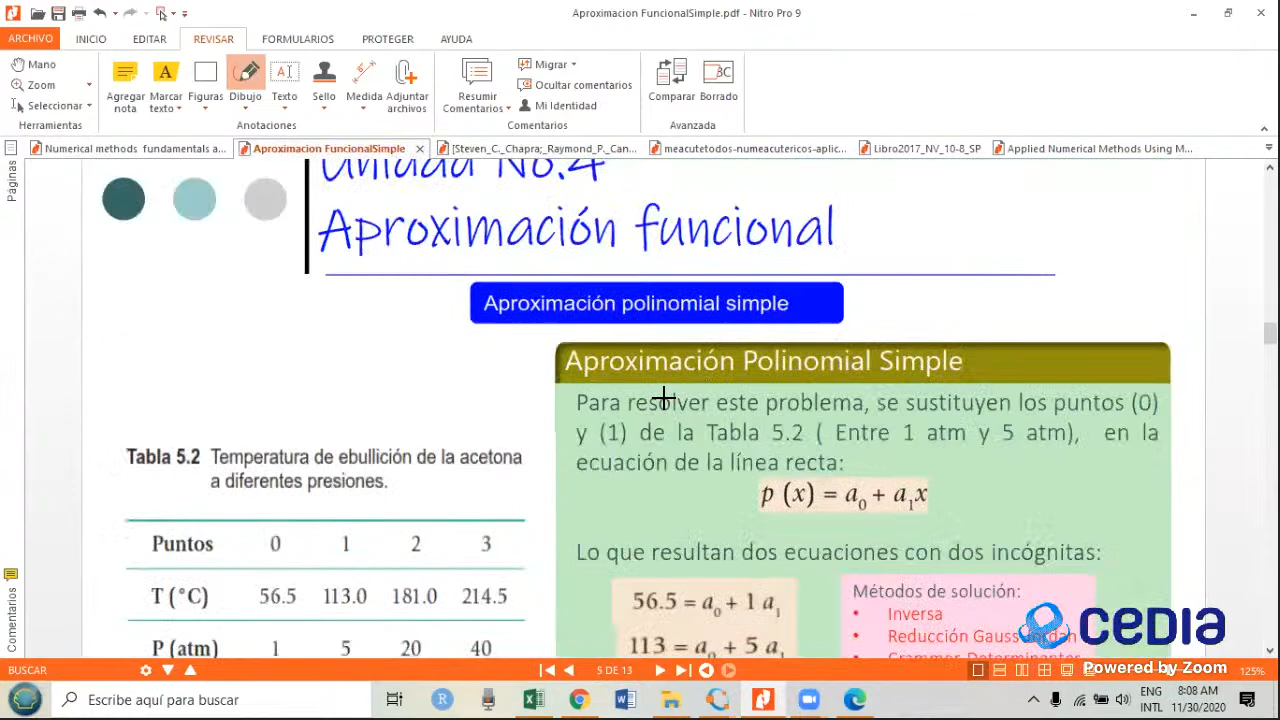 Aproximacion FuncionalSimple.pdf - Nitro Pro 9
ARCHIVO INICIO EDITAR REVISAR FORMULARIOS PROTEGER AYUDA
Mano
Zoom
Seleccionar
Herramientas
Agregar nota
Marcar texto
Figuras
Dibujo
Texto
Sello
Medida
Adjuntar archivos
Anotaciones
Resumir Comentarios
Migrar
Ocultar comentarios
Mi Identidad
Comentarios
Comparar
Borrado
Avanzada
Numerical methods fundamentals a...
Aproximacion FuncionalSimple
[Steven_C._Chapra;_Raymond_P._Can...
meacutetodos-numeacutericos-aplic...
Libro2017_NV_10-8_SP
Applied Numerical Methods Using M...
Páginas
Unidad No.4
Aproximación funcional
Aproximación polinomial simple
Tabla 5.2 Temperatura de ebullición de la acetona
a diferentes presiones.
Puntos 0 1 2 3
T (°C) 56.5 113.0 181.0 214.5
P (atm) 1 5 20 40
Aproximación Polinomial Simple
Para resolver este problema, se sustituyen los puntos (0)
y (1) de la Tabla 5.2 ( Entre 1 atm y 5 atm), en la
ecuación de la línea recta:
p (x) = a₀ + a₁x
Lo que resultan dos ecuaciones con dos incógnitas:
56.5 = a₀ + 1 a₁
113 = a₀ + 5 a₁
Métodos de solución:
• Inversa
• Reducción Gauss Jordan
• Crammer-Determinantes
Comentarios
cedia
Powered by Zoom
BUSCAR
5 DE 13
125%
Escribe aquí para buscar
ENG
INTL
8:08 AM
11/30/2020